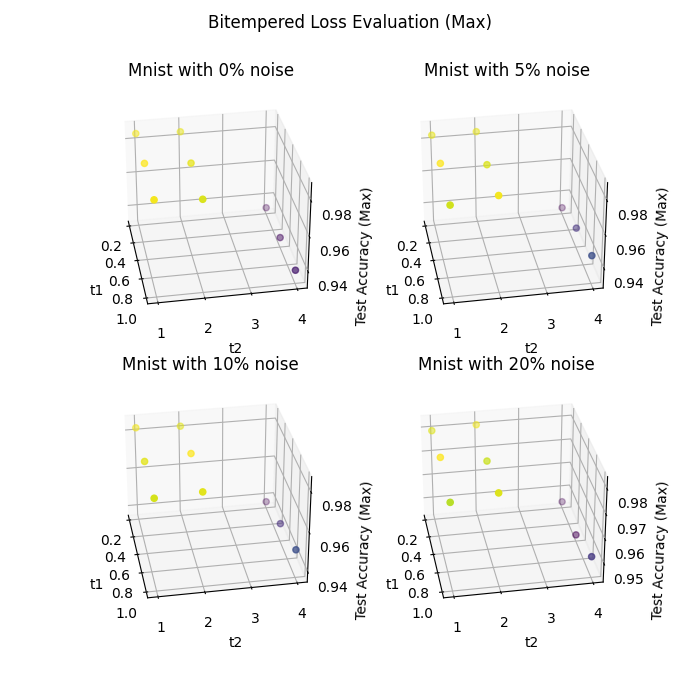 Bitempered Loss Evaluation (Max)
Mnist with 0% noise
0.2
0.4
0.6
0.8
1.0
t1
1
2
3
4
t2
0.94
0.96
0.98
Test Accuracy (Max)
Mnist with 5% noise
0.2
0.4
0.6
0.8
1.0
t1
1
2
3
4
t2
0.94
0.96
0.98
Test Accuracy (Max)
Mnist with 10% noise
0.2
0.4
0.6
0.8
1.0
t1
1
2
3
4
t2
0.94
0.96
0.98
Test Accuracy (Max)
Mnist with 20% noise
0.2
0.4
0.6
0.8
1.0
t1
1
2
3
4
t2
0.95
0.96
0.97
0.98
Test Accuracy (Max)